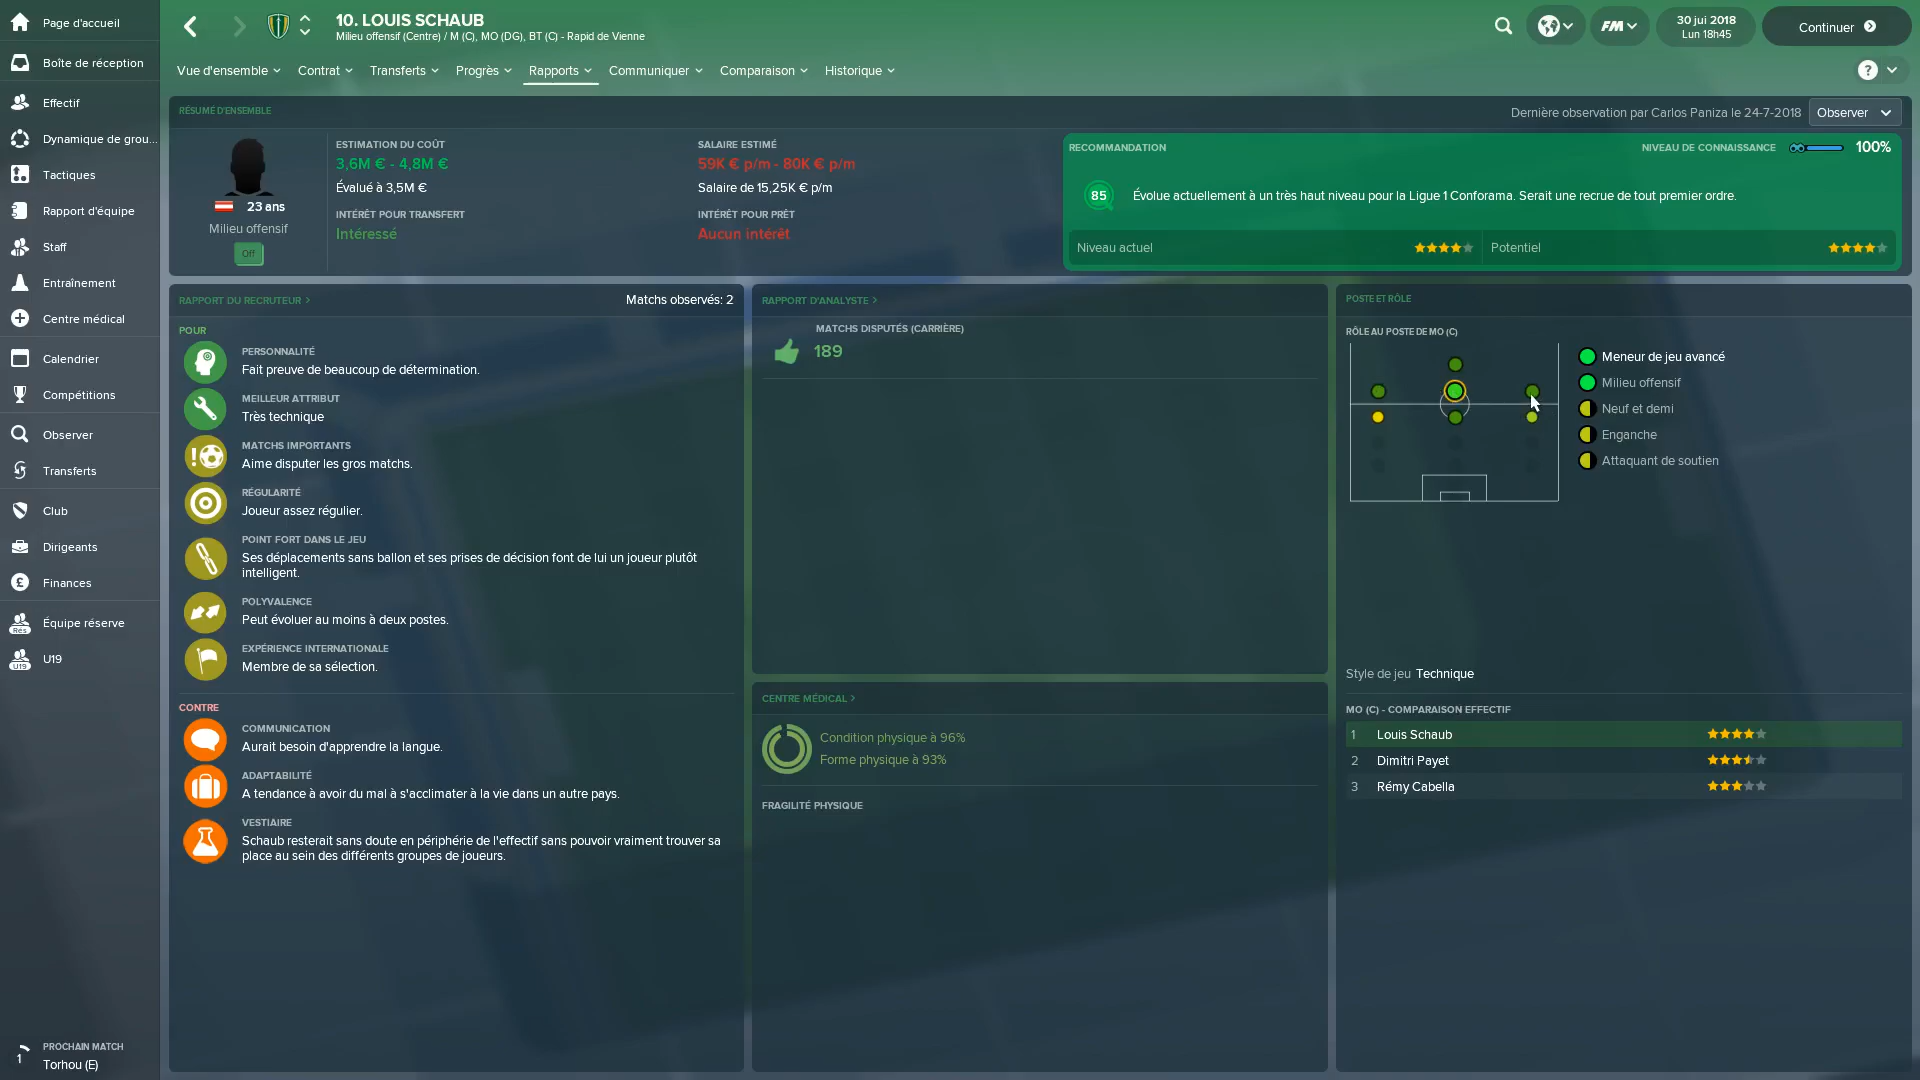 Page d'accueil
Boîte de réception
Effectif
Dynamique de grou...
Tactiques
Rapport d'équipe
Staff
Entraînement
Centre médical
Calendrier
Compétitions
Observer
Transferts
Club
Dirigeants
Finances
Rés
Équipe réserve
U19
U19
1
PROCHAIN MATCH
Torhou (E)
10. LOUIS SCHAUB
Milieu offensif (Centre) / M (C), MO (DG), BT (C) - Rapid de Vienne
FM
30 jui 2018
Lun 18h45
Continuer
Vue d'ensemble
Contrat
Transferts
Progrès
Rapports
Communiquer
Comparaison
Historique
?
RÉSUMÉ D'ENSEMBLE
Dernière observation par Carlos Paniza le 24-7-2018
Observer
23 ans
Milieu offensif
Off
ESTIMATION DU COÛT
3,6M € - 4,8M €
Évalué à 3,5M €
INTÉRÊT POUR TRANSFERT
Intéressé
SALAIRE ESTIMÉ
59K € p/m - 80K € p/m
Salaire de 15,25K € p/m
INTÉRÊT POUR PRÊT
Aucun intérêt
RECOMMANDATION
NIVEAU DE CONNAISSANCE
100%
85
Évolue actuellement à un très haut niveau pour la Ligue 1 Conforama. Serait une recrue de tout premier ordre.
Niveau actuel
Potentiel
RAPPORT DU RECRUTEUR
Matchs observés: 2
POUR
PERSONNALITÉ
Fait preuve de beaucoup de détermination.
MEILLEUR ATTRIBUT
Très technique
MATCHS IMPORTANTS
Aime disputer les gros matchs.
RÉGULARITÉ
Joueur assez régulier.
POINT FORT DANS LE JEU
Ses déplacements sans ballon et ses prises de décision font de lui un joueur plutôt
intelligent.
POLYVALENCE
Peut évoluer au moins à deux postes.
EXPÉRIENCE INTERNATIONALE
Membre de sa sélection.
CONTRE
COMMUNICATION
Aurait besoin d'apprendre la langue.
ADAPTABILITÉ
A tendance à avoir du mal à s'acclimater à la vie dans un autre pays.
VESTIAIRE
Schaub resterait sans doute en périphérie de l'effectif sans pouvoir vraiment trouver sa
place au sein des différents groupes de joueurs.
RAPPORT D'ANALYSTE
MATCHS DISPUTÉS (CARRIÈRE)
189
CENTRE MÉDICAL
Condition physique à 96%
Forme physique à 93%
FRAGILITÉ PHYSIQUE
POSTE ET RÔLE
RÔLE AU POSTE DE MO (C)
Meneur de jeu avancé
Milieu offensif
Neuf et demi
Enganche
Attaquant de soutien
Style de jeu Technique
MO (C) - COMPARAISON EFFECTIF
1 Louis Schaub
2 Dimitri Payet
3 Rémy Cabella